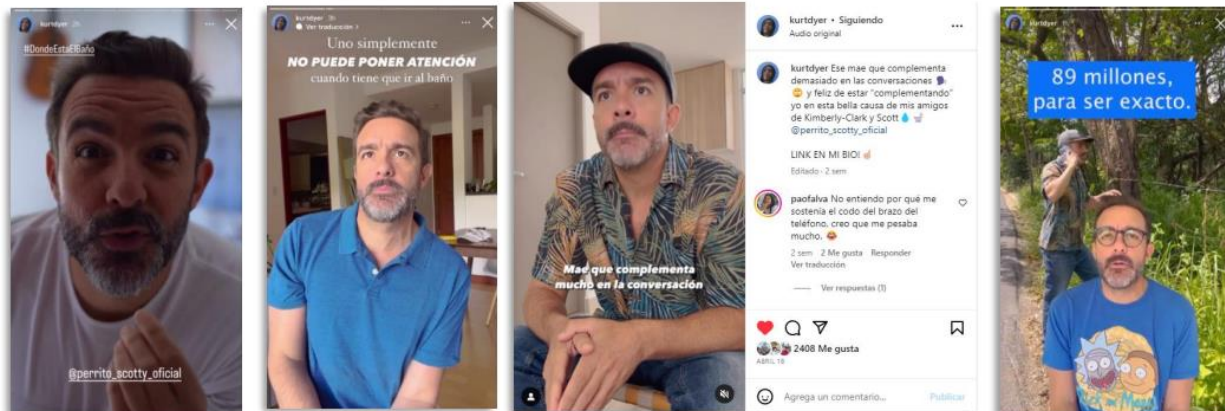 kurtdyer 2h
#DondeEstaElBaño
@perrito_scotty_oficial
kurtdyer 3h
Ver traducción >
Uno simplemente
NO PUEDE PONER ATENCIÓN
cuando tiene que ir al baño
Mae que complementa
mucho en la conversación
kurtdyer • Siguiendo
Audio original
kurtdyer Ese mae que complementa
demasiado en las conversaciones 🗣️
🙄 y feliz de estar "complementando"
yo en esta bella causa de mis amigos
de Kimberly-Clark y Scott💧 🚽
@perrito_scotty_oficial
LINK EN MI BIO! ☝🏻
Editado · 2 sem
paofalva No entiendo por qué me
sostenía el codo del brazo del
teléfono, creo que me pesaba
mucho. 😂
2 sem 2 Me gusta Responder
Ver traducción
Ver respuestas (1)
2408 Me gusta
ABRIL 19
Agrega un comentario...
Publicar
kurtdyer
89 millones,
para ser exacto.